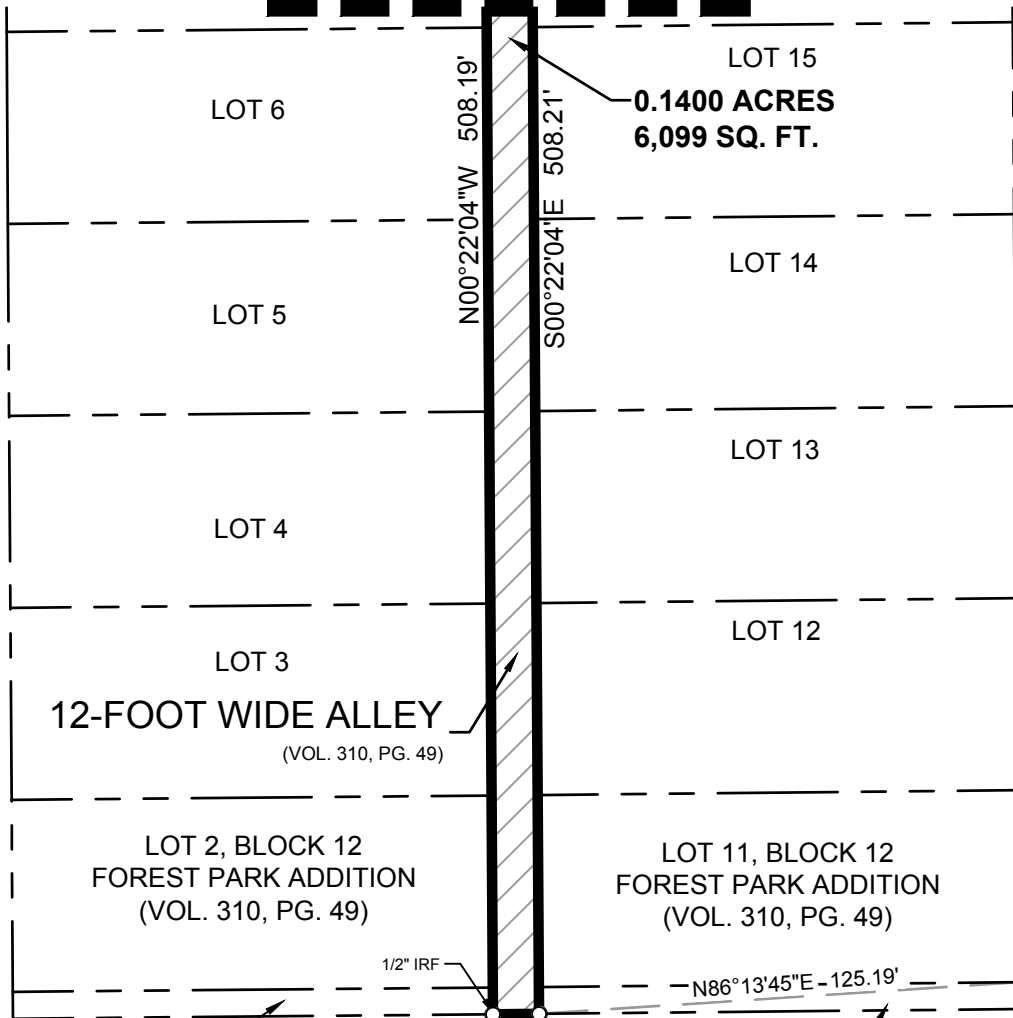 LOT 6
N00°22'04"W 508.19'
S00°22'04"E 508.21'
LOT 15
0.1400 ACRES
6,099 SQ. FT.
LOT 5
LOT 14
LOT 4
LOT 13
LOT 3
LOT 12
12-FOOT WIDE ALLEY
(VOL. 310, PG. 49)
LOT 2, BLOCK 12
FOREST PARK ADDITION
(VOL. 310, PG. 49)
LOT 11, BLOCK 12
FOREST PARK ADDITION
(VOL. 310, PG. 49)
1/2" IRF
N86°13'45"E - 125.19'